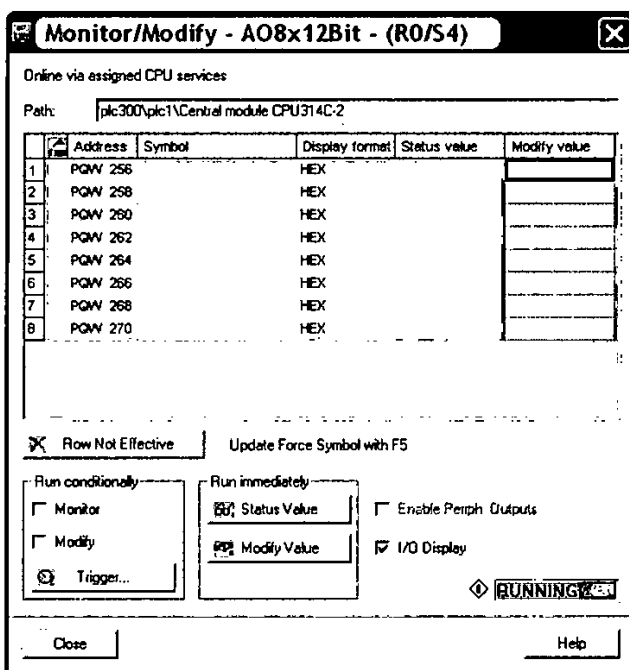 Monitor/Modify - AO8x12Bit - (R0/S4)
Online via assigned CPU services
Path: plc300\plc1\Central module CPU314C-2
Address Symbol Display format Status value Modify value
1 PQW 256 HEX
2 PQW 258 HEX
3 PQW 260 HEX
4 PQW 262 HEX
5 PQW 264 HEX
6 PQW 266 HEX
7 PQW 268 HEX
8 PQW 270 HEX
Row Not Effective Update Force Symbol with F5
Run conditionally Run immediately
Monitor Status Value Enable Periph Outputs
Modify Modify Value I/O Display
Trigger...
RUNNING
Close Help